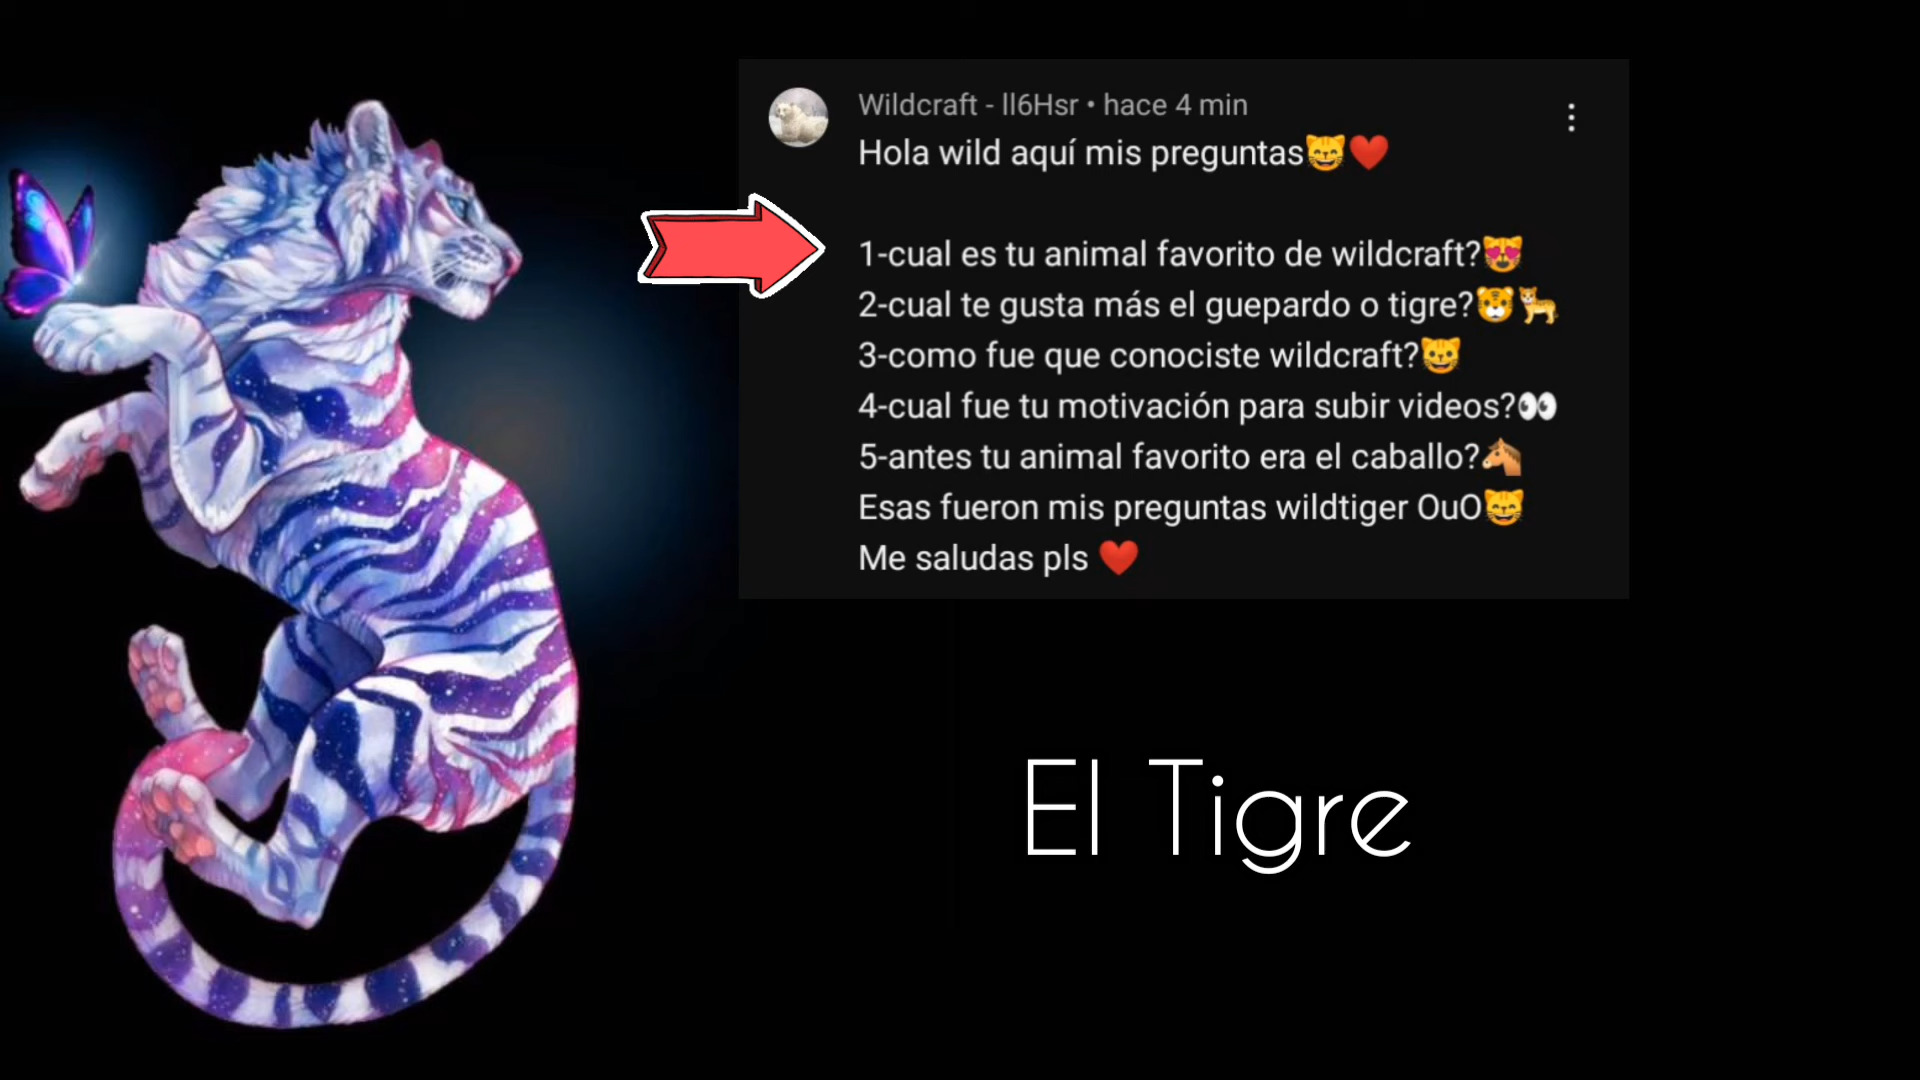 Wildcraft - ll6Hsr • hace 4 min
Hola wild aquí mis preguntas😸❤️
1-cual es tu animal favorito de wildcraft?😻
2-cual te gusta más el guepardo o tigre?🐯🐆
3-como fue que conociste wildcraft?😺
4-cual fue tu motivación para subir videos?👀
5-antes tu animal favorito era el caballo?🐴
Esas fueron mis preguntas wildtiger OuO😸
Me saludas pls ❤️
El Tigre